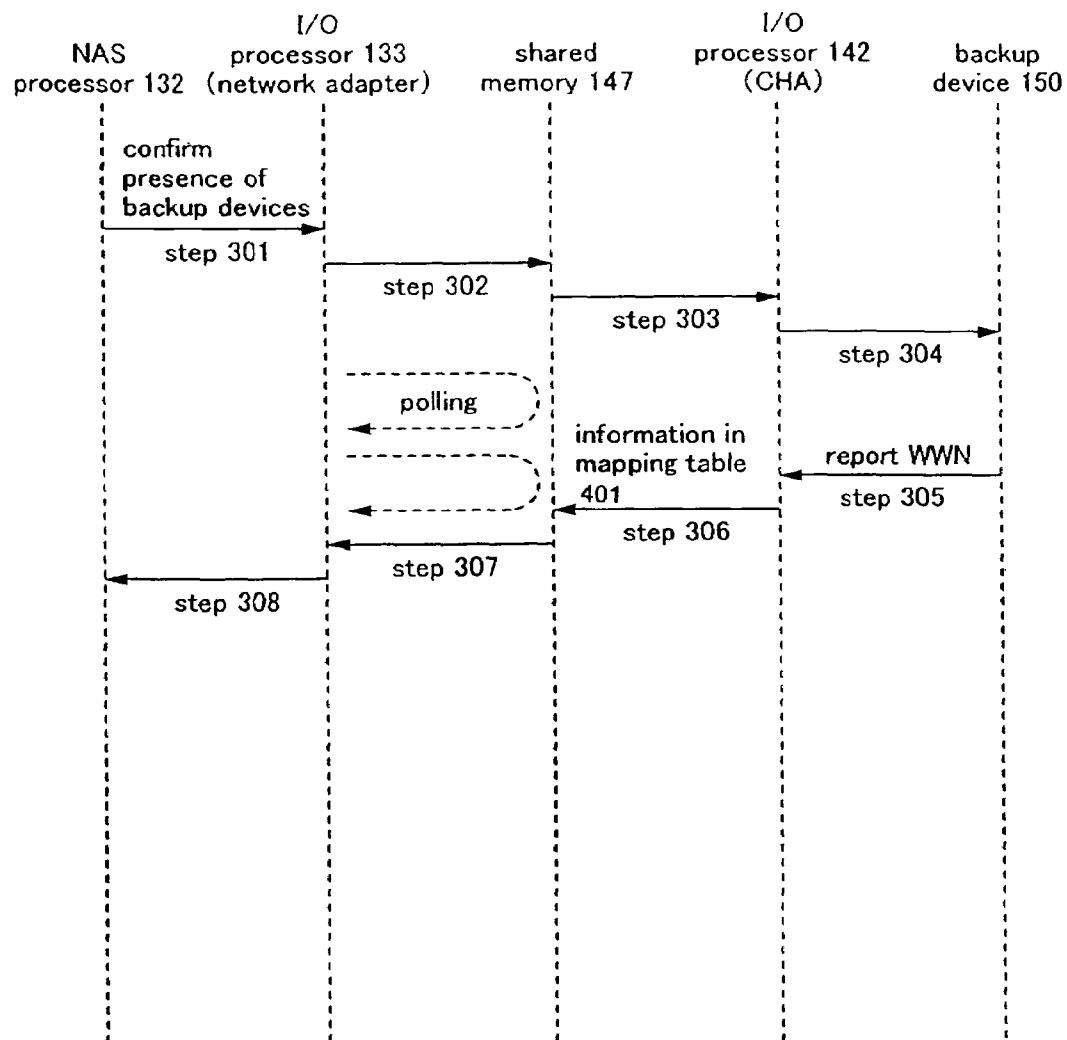 NAS
processor 132
I/O
processor 133
(network adapter)
shared
memory 147
I/O
processor 142
(CHA)
backup
device 150
confirm
presence of
backup devices
step 301
step 302
step 303
step 304
polling
information in
mapping table
401
report WWN
step 305
step 306
step 307
step 308